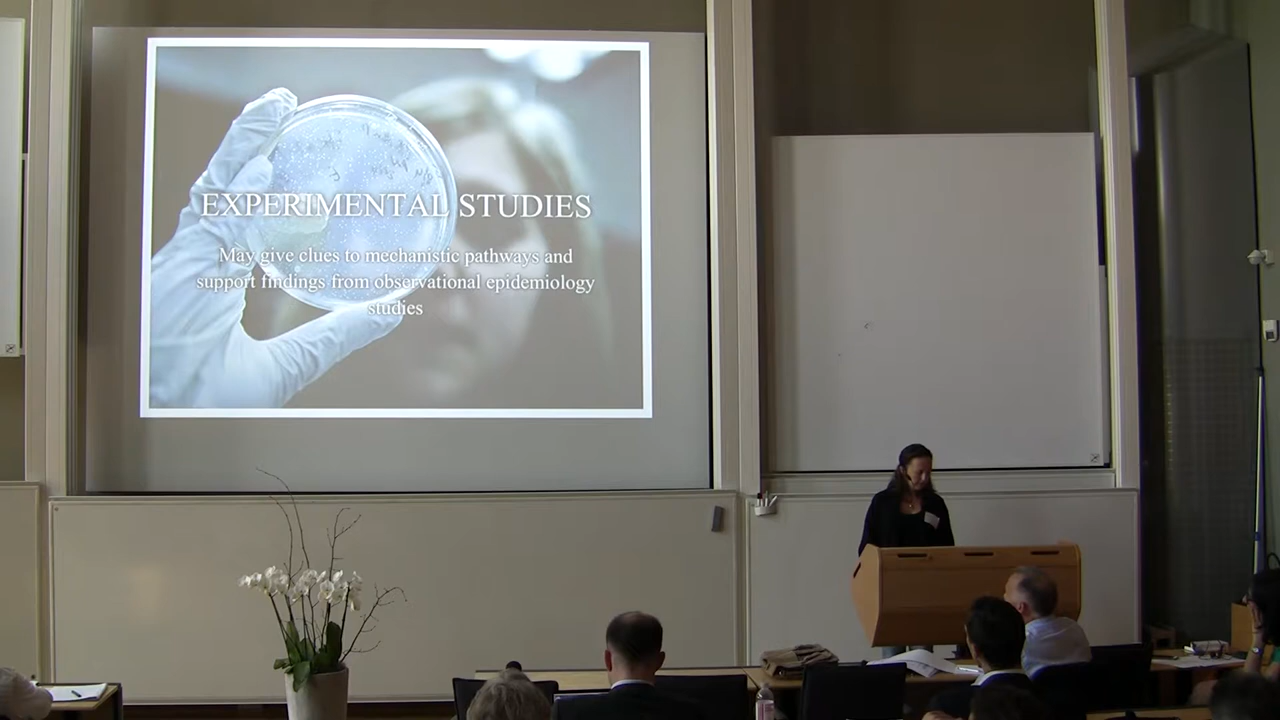 EXPERIMENTAL STUDIES
May give clues to mechanistic pathways and
support findings from observational epidemiology
studies